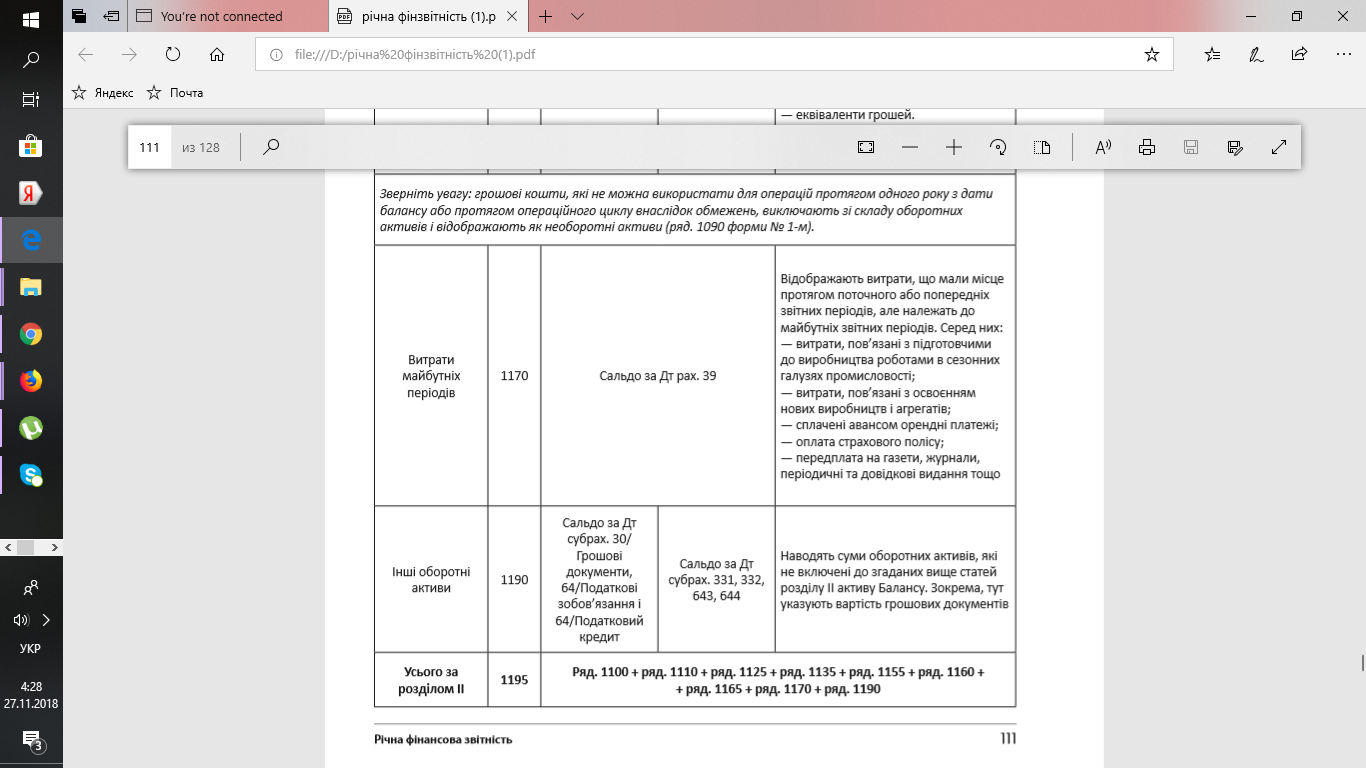 You're not connected
річна фінзвітність (1).p
file:///D:/річна%20фінзвітність%20(1).pdf
Яндекс
Почта
— еквіваленти грошей.
111
из 128
Зверніть увагу: грошові кошти, які не можна використати для операцій протягом одного року з дати
балансу або протягом операційного циклу внаслідок обмежень, виключають зі складу оборотних
активів і відображають як необоротні активи (ряд. 1090 форми № 1-м).
Витрати
майбутніх
періодів
1170
Сальдо за Дт рах. 39
Відображають витрати, що мали місце
протягом поточного або попередніх
звітних періодів, але належать до
майбутніх звітних періодів. Серед них:
— витрати, пов'язані з підготовчими
до виробництва роботами в сезонних
галузях промисловості;
— витрати, пов'язані з освоєнням
нових виробництв і агрегатів;
— сплачені авансом орендні платежі;
— оплата страхового полісу;
— передплата на газети, журнали,
періодичні та довідкові видання тощо
Інші оборотні
активи
1190
Сальдо за Дт
субрах. 30/
Грошові
документи,
64/Податкові
зобов'язання і
64/Податковий
кредит
Сальдо за Дт
субрах. 331, 332,
643, 644
Наводять суми оборотних активів, які
не включені до згаданих вище статей
розділу II активу Балансу. Зокрема, тут
указують вартість грошових документів
Усього за
розділом II
1195
Ряд. 1100 + ряд. 1110 + ряд. 1125 + ряд. 1135 + ряд. 1155 + ряд. 1160 +
+ ряд. 1165 + ряд. 1170 + ряд. 1190
Річна фінансова звітність
111
УКР
4:28
27.11.2018
3